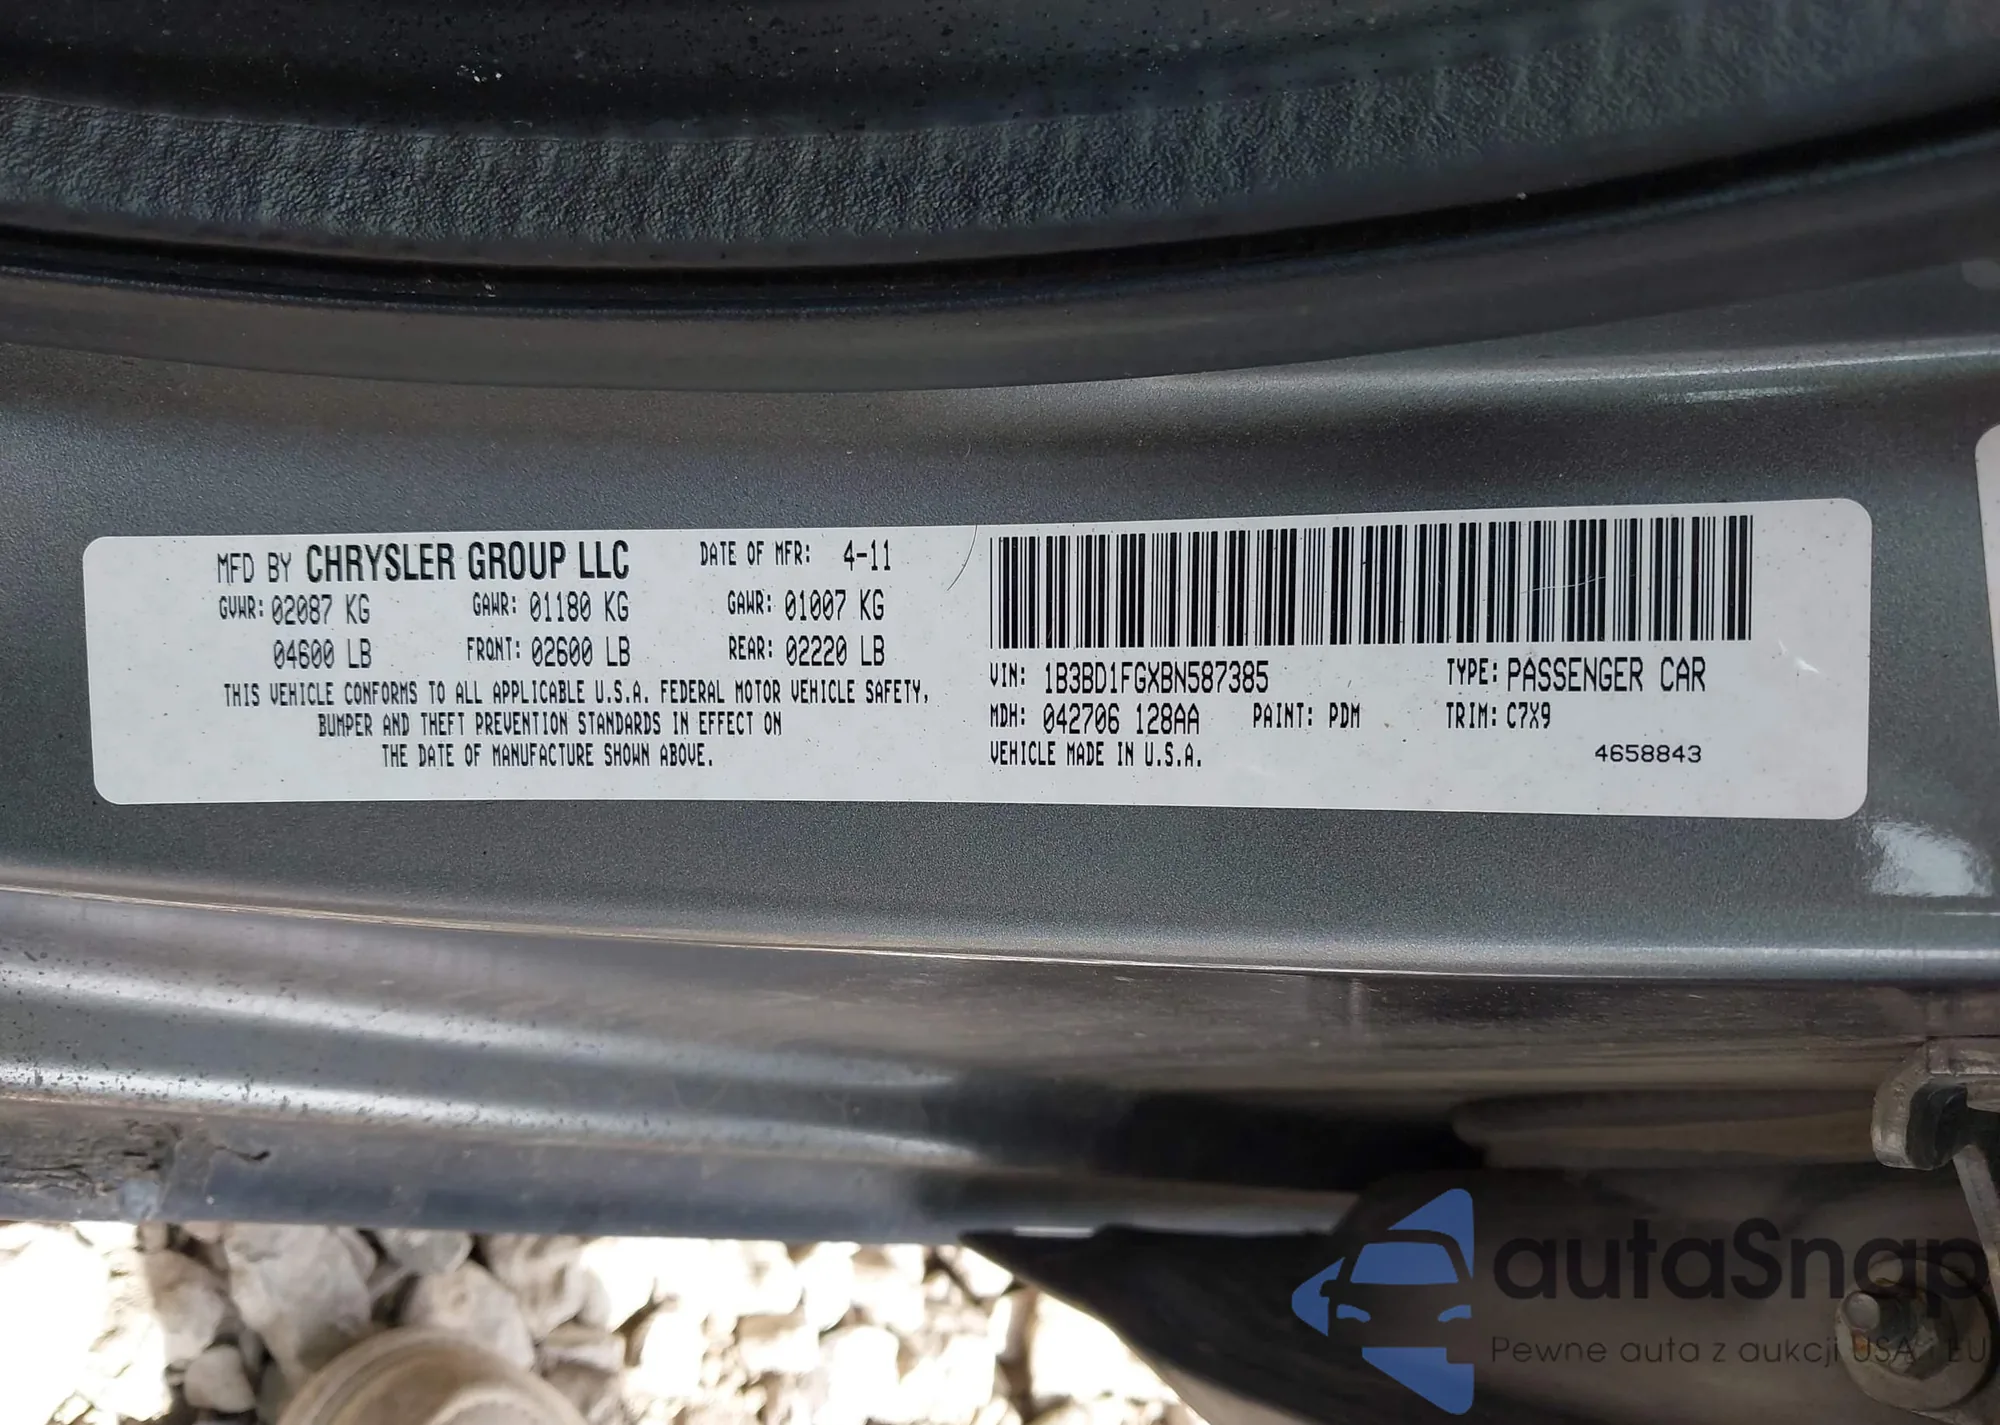 MFD BY CHRYSLER GROUP LLC DATE OF MFR: 4-11
GVWR: 02087 KG GAWR: 01180 KG GAWR: 01007 KG
04600 LB FRONT: 02600 LB REAR: 02220 LB
THIS VEHICLE CONFORMS TO ALL APPLICABLE U.S.A. FEDERAL MOTOR VEHICLE SAFETY,
BUMPER AND THEFT PREVENTION STANDARDS IN EFFECT ON
THE DATE OF MANUFACTURE SHOWN ABOVE.
VIN: 1B3BD1FGXBN587385 TYPE: PASSENGER CAR
MDH: 042706 128AA PAINT: PDM TRIM: C7X9
VEHICLE MADE IN U.S.A. 4658843
autaSnap
Pewne auta z aukcji USA i EU